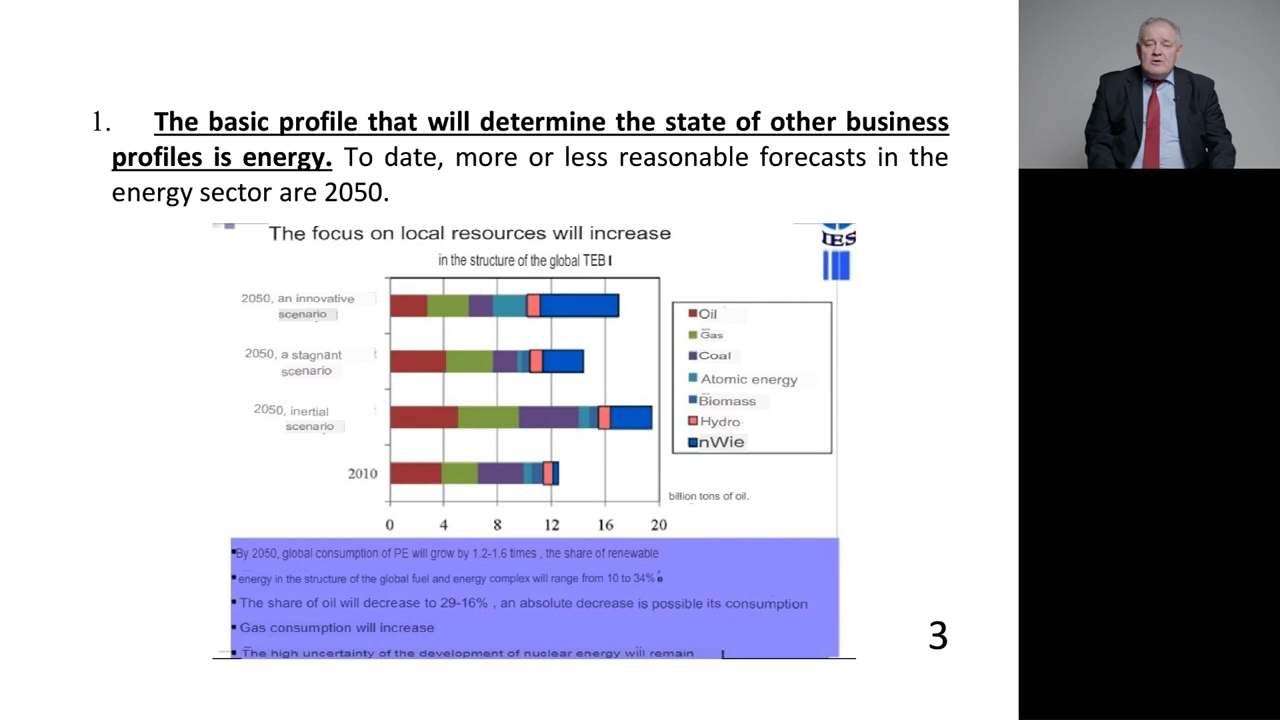 1. The basic profile that will determine the state of other business
profiles is energy. To date, more or less reasonable forecasts in the
energy sector are 2050.
The focus on local resources will increase
in the structure of the global TEB
IES
2050, an innovative
scenario
2050, a stagnant
scenario
2050, inertial
scenario
2010
Oil
Gas
Coal
Atomic energy
Biomass
Hydro
nWie
billion tons of oil.
0 4 8 12 16 20
▪By 2050, global consumption of PE will grow by 1.2-1.6 times , the share of renewable
▪ energy in the structure of the global fuel and energy complex will range from 10 to 34%
▪ The share of oil will decrease to 29-16% , an absolute decrease is possible its consumption
▪ Gas consumption will increase
▪ The high uncertainty of the development of nuclear energy will remain
3